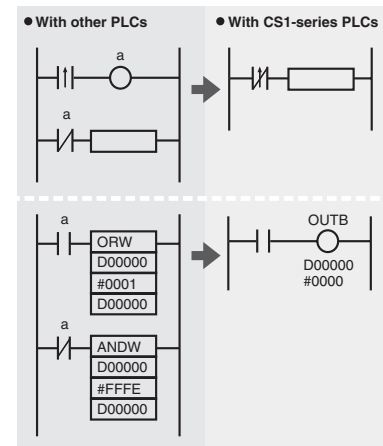 ● With other PLCs
● With CS1-series PLCs
a
a
a
ORW
D00000
#0001
D00000
a
ANDW
D00000
#FFFE
D00000
OUTB
D00000
#0000